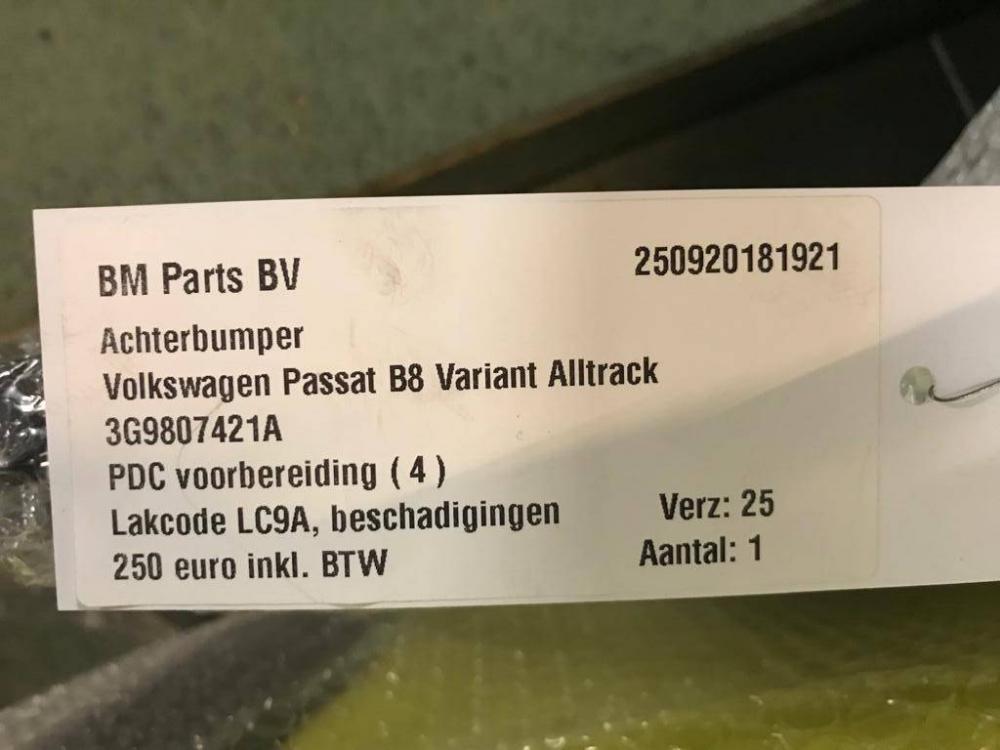 BM Parts BV 250920181921
Achterbumper
Volkswagen Passat B8 Variant Alltrack
3G9807421A
PDC voorbereiding ( 4 )
Lakcode LC9A, beschadigingen Verz: 25
250 euro inkl. BTW Aantal: 1